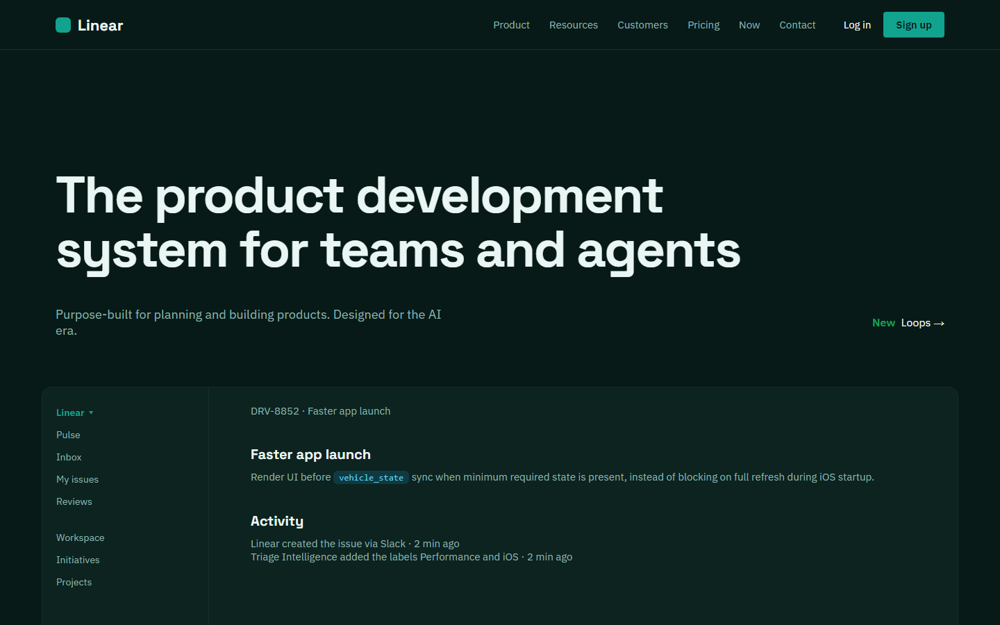 Linear
Product
Resources
Customers
Pricing
Now
Contact
Log in
Sign up
The product development
system for teams and agents
Purpose-built for planning and building products. Designed for the AI
era.
New Loops →
Linear
Pulse
Inbox
My issues
Reviews
Workspace
Initiatives
Projects
DRV-8852 · Faster app launch
Faster app launch
Render UI before vehicle_state sync when minimum required state is present, instead of blocking on full refresh during iOS startup.
Activity
Linear created the issue via Slack · 2 min ago
Triage Intelligence added the labels Performance and iOS · 2 min ago